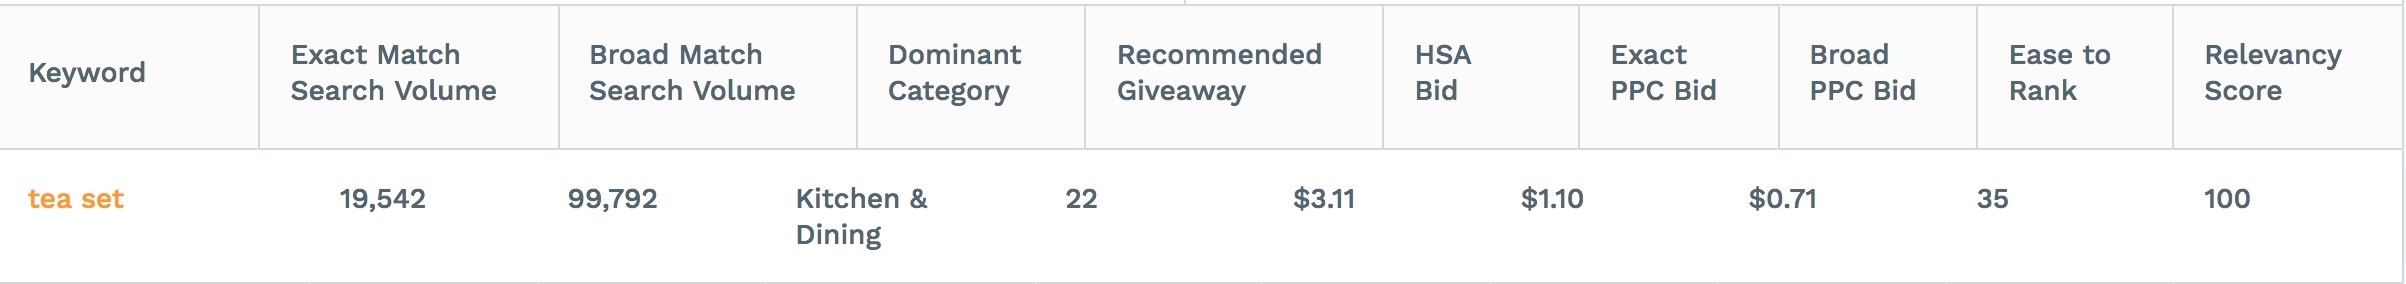 Keyword
Exact Match
Search Volume
Broad Match
Search Volume
Dominant
Category
Recommended
Giveaway
HSA
Bid
Exact
PPC Bid
Broad
PPC Bid
Ease to
Rank
Relevancy
Score
tea set
19,542
99,792
Kitchen &
Dining
22
$3.11
$1.10
$0.71
35
100